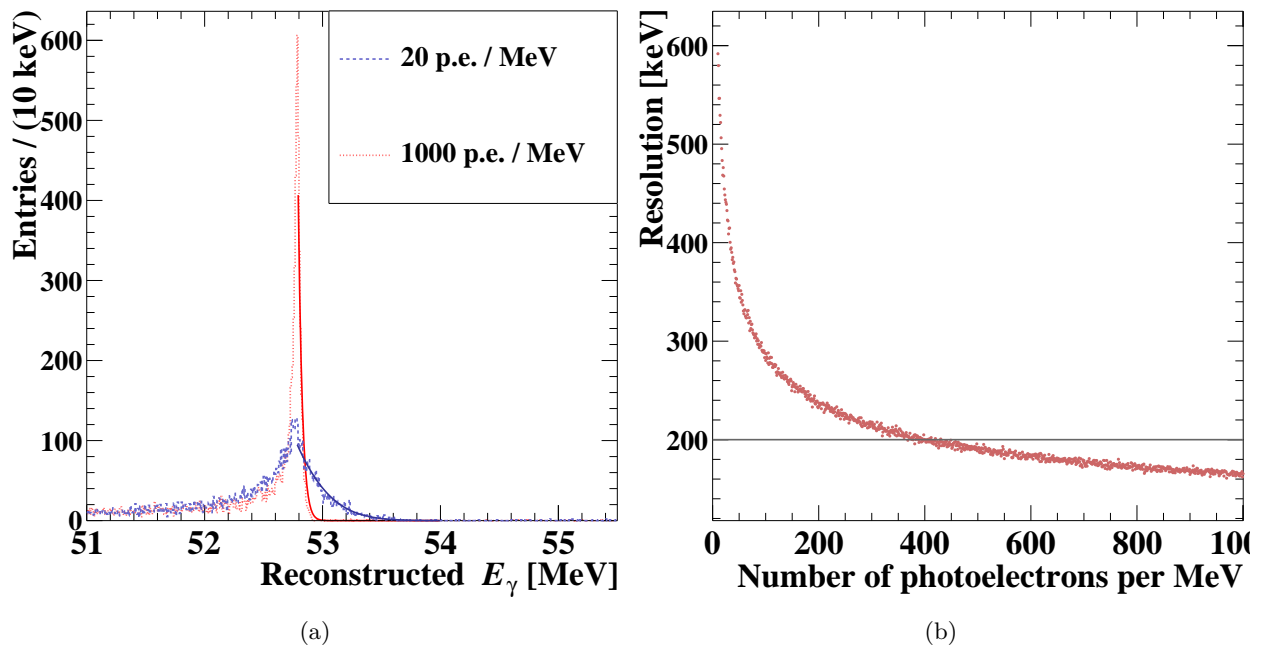 Entries / (10 keV)
600
500
400
300
200
100
0
20 p.e. / MeV
1000 p.e. / MeV
51 52 53 54 55
Reconstructed E_γ [MeV]
(a)
Resolution [keV]
600
500
400
300
200
0 200 400 600 800 100
Number of photoelectrons per MeV
(b)